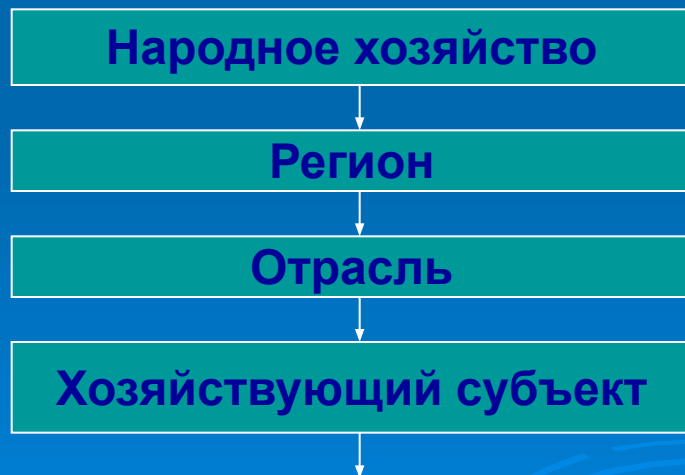 Народное хозяйство
Регион
Отрасль
Хозяйствующий субъект